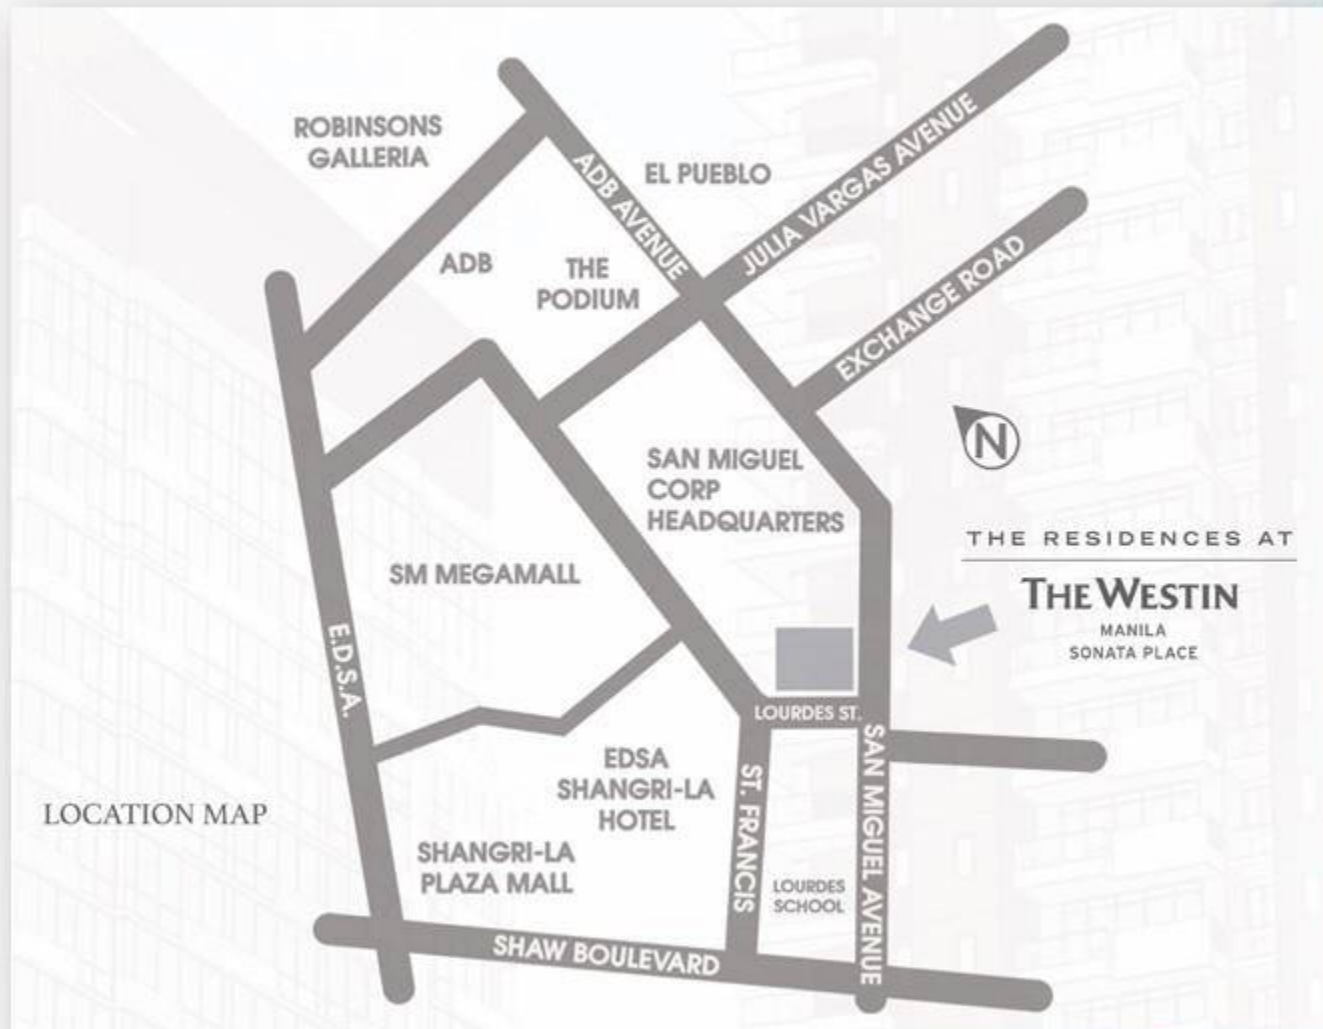 ROBINSONS
GALLERIA
ADB AVENUE
EL PUEBLO
JULIA VARGAS AVENUE
ADB
THE
PODIUM
EXCHANGE ROAD
N
SAN MIGUEL
CORP
HEADQUARTERS
THE RESIDENCES AT
THE WESTIN
MANILA
SONATA PLACE
SM MEGAMALL
E.D.S.A.
LOURDES ST.
EDSA
SHANGRI-LA
HOTEL
ST. FRANCIS
SAN MIGUEL AVENUE
LOCATION MAP
SHANGRI-LA
PLAZA MALL
LOURDES
SCHOOL
SHAW BOULEVARD